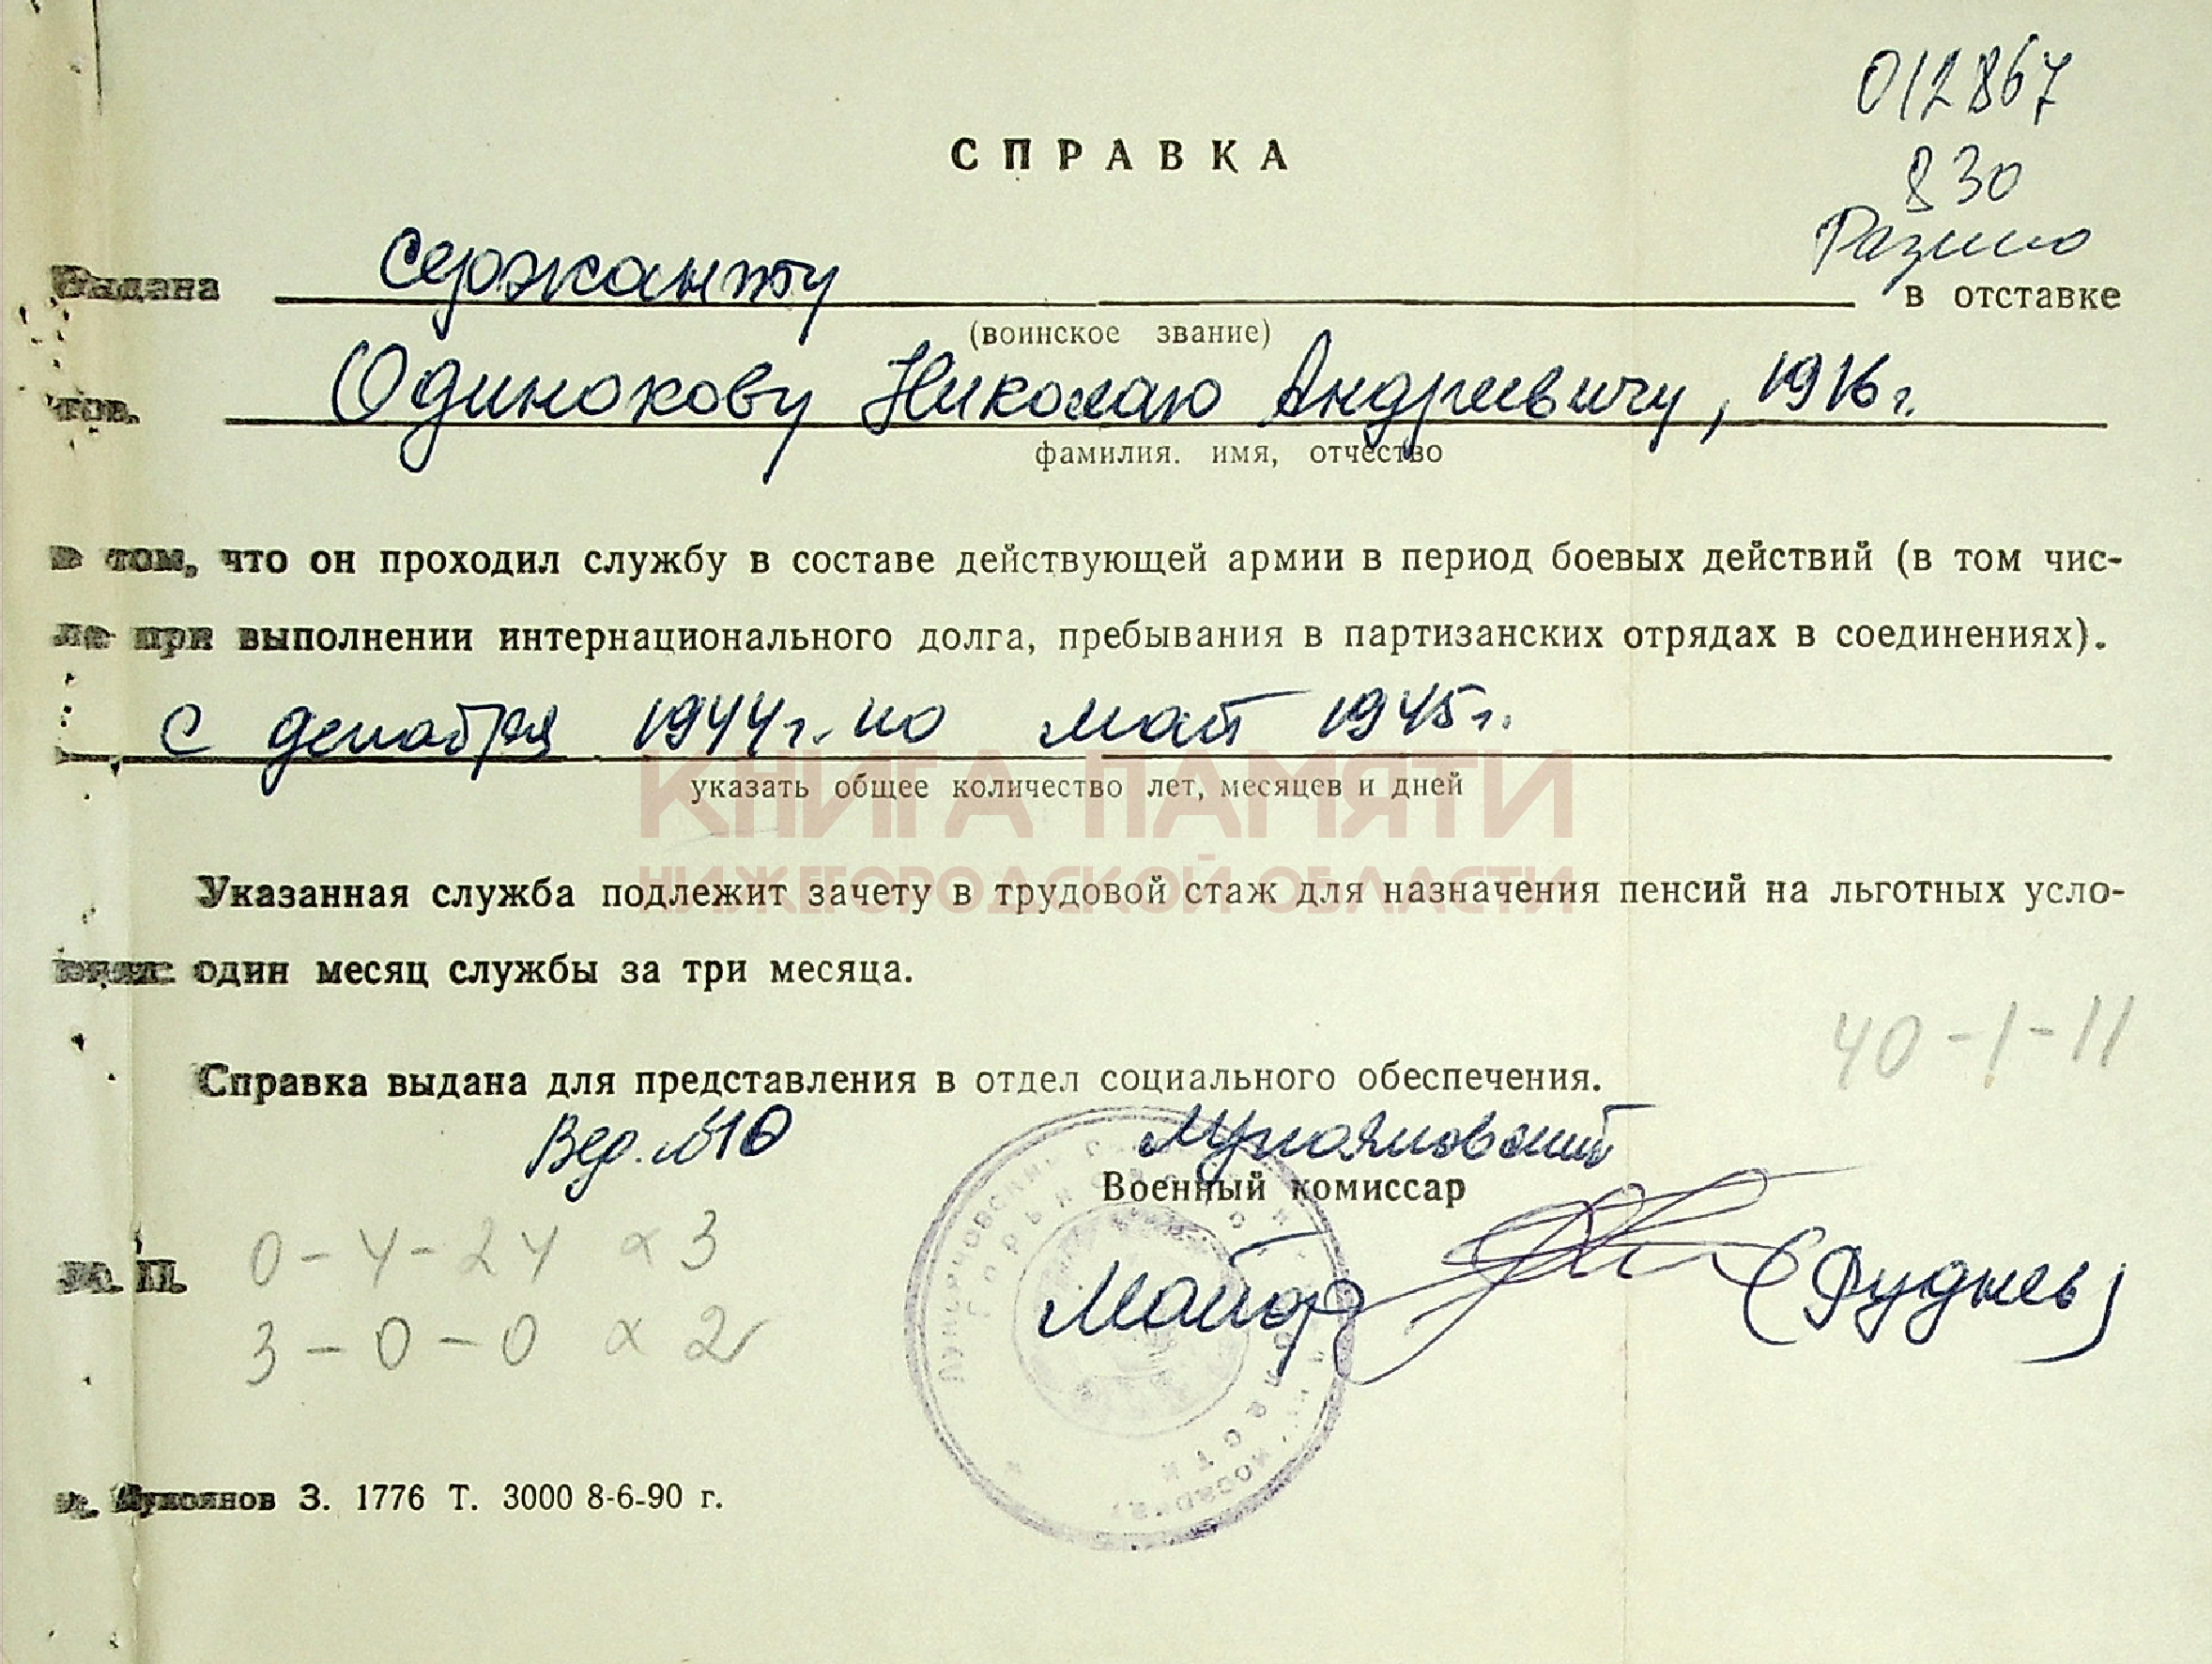 012867
СПРАВКА
830
Разино
Выдана сержанту в отставке
(воинское звание)
тов. Одинокову Николаю Андреевичу, 1916 г.
фамилия. имя, отчество
в том, что он проходил службу в составе действующей армии в период боевых действий (в том чис-
ле при выполнении интернационального долга, пребывания в партизанских отрядах в соединениях).
с декабря 1944 г. по май 1945 г.
указать общее количество лет, месяцев и дней
КНИГА ПАМЯТИ
НИЖЕГОРОДСКОЙ ОБЛАСТИ
Указанная служба подлежит зачету в трудовой стаж для назначения пенсий на льготных усло-
виях: один месяц службы за три месяца.
40-1-11
Справка выдана для представления в отдел социального обеспечения.
Вед. №10
Лукояновский
Военный комиссар
М. П.
0-4-24 х 3
Майор (Руднев)
3-0-0 х 2
г. Лукоянов З. 1776 Т. 3000 8-6-90 г.